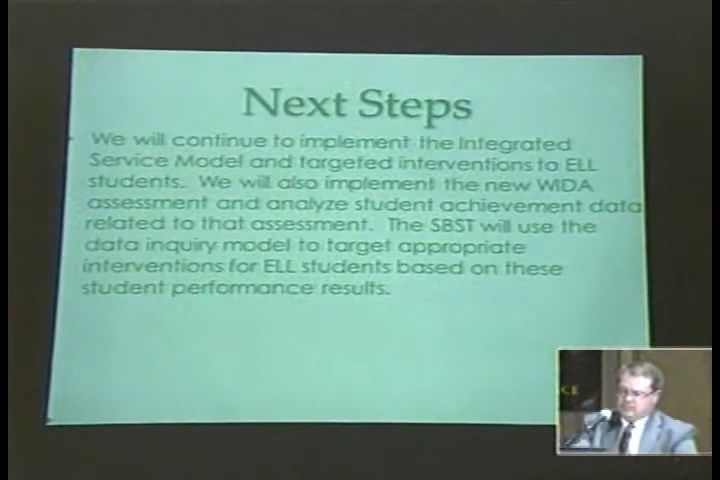 Next Steps
We will continue to implement the Integrated
Service Model and targeted interventions to ELL
students. We will also implement the new WIDA
assessment and analyze student achievement data
related to that assessment. The SBST will use the
data inquiry model to target appropriate
interventions for ELL students based on these
student performance results.
CE